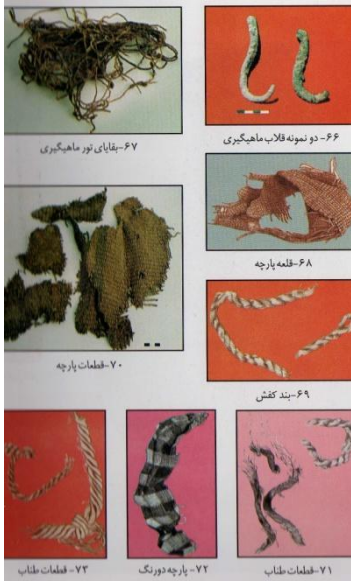 ۶۶- دو نمونه قلاب ماهیگیری
۶۷-بقایای تور ماهیگیری
۶۸-قلعه پارچه
۶۹-بند کفش
۷۰-قطعات پارچه
۷۱-قطعات طناب
۷۲- پارچه دورنگ
۷۳- قطعات طناب